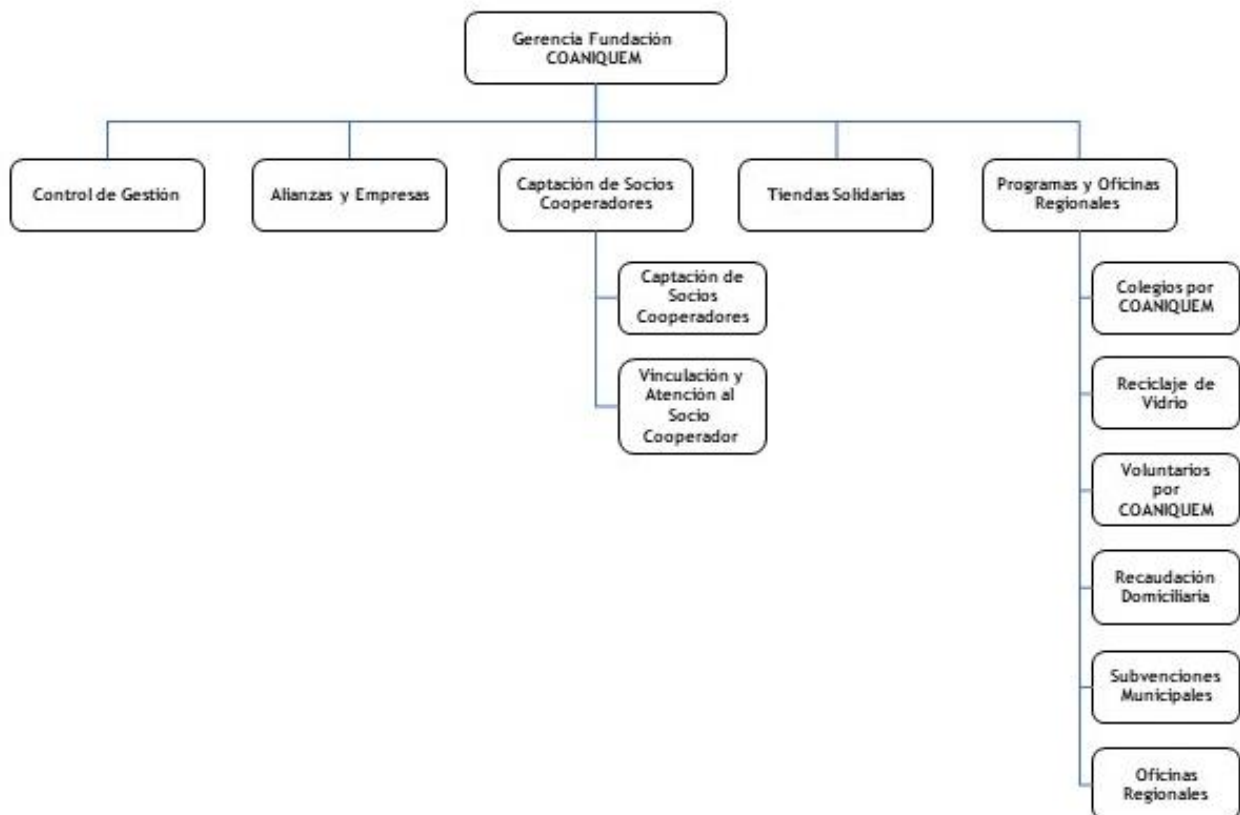 Gerencia Fundación
COANIQUEM
Control de Gestión
Alianzas y Empresas
Captación de Socios
Cooperadores
Tiendas Solidarias
Programas y Oficinas
Regionales
Captación de
Socios
Cooperadores
Vinculación y
Atención al
Socio
Cooperador
Colegios por
COANIQUEM
Reciclaje de
Vidrio
Voluntarios
por
COANIQUEM
Recaudación
Domiciliaria
Subvenciones
Municipales
Oficinas
Regionales